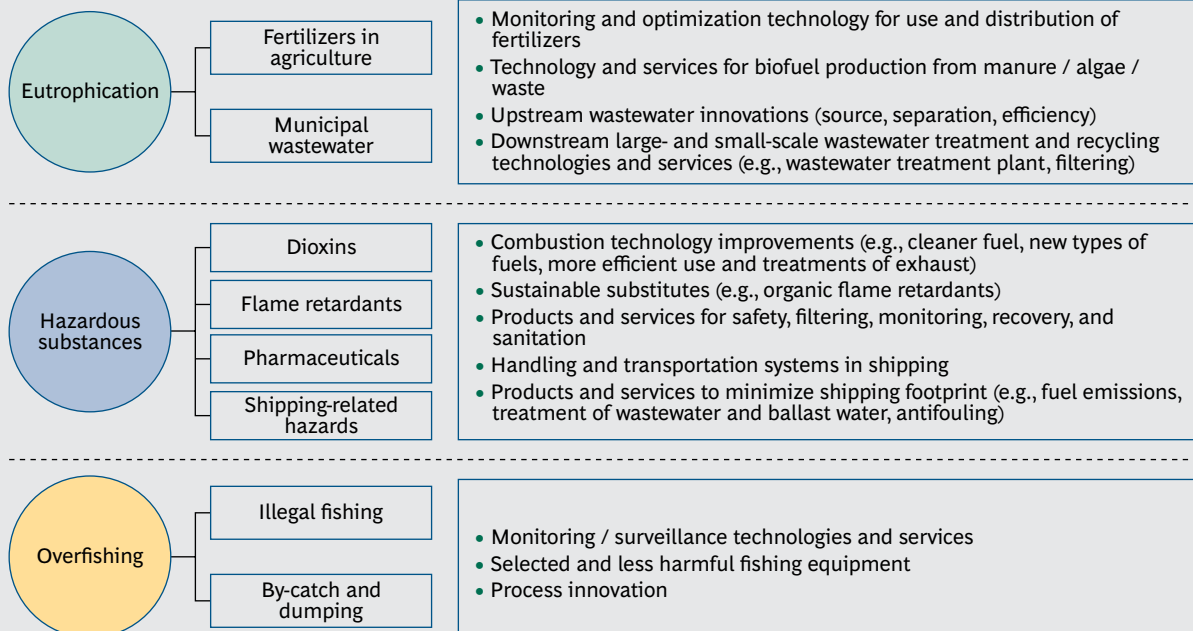 Eutrophication
Fertilizers in
agriculture
Municipal
wastewater
• Monitoring and optimization technology for use and distribution of
fertilizers
• Technology and services for biofuel production from manure / algae /
waste
• Upstream wastewater innovations (source, separation, efficiency)
• Downstream large- and small-scale wastewater treatment and recycling
technologies and services (e.g., wastewater treatment plant, filtering)
Hazardous
substances
Dioxins
Flame retardants
Pharmaceuticals
Shipping-related
hazards
• Combustion technology improvements (e.g., cleaner fuel, new types of
fuels, more efficient use and treatments of exhaust)
• Sustainable substitutes (e.g., organic flame retardants)
• Products and services for safety, filtering, monitoring, recovery, and
sanitation
• Handling and transportation systems in shipping
• Products and services to minimize shipping footprint (e.g., fuel emissions,
treatment of wastewater and ballast water, antifouling)
Overfishing
Illegal fishing
By-catch and
dumping
• Monitoring / surveillance technologies and services
• Selected and less harmful fishing equipment
• Process innovation